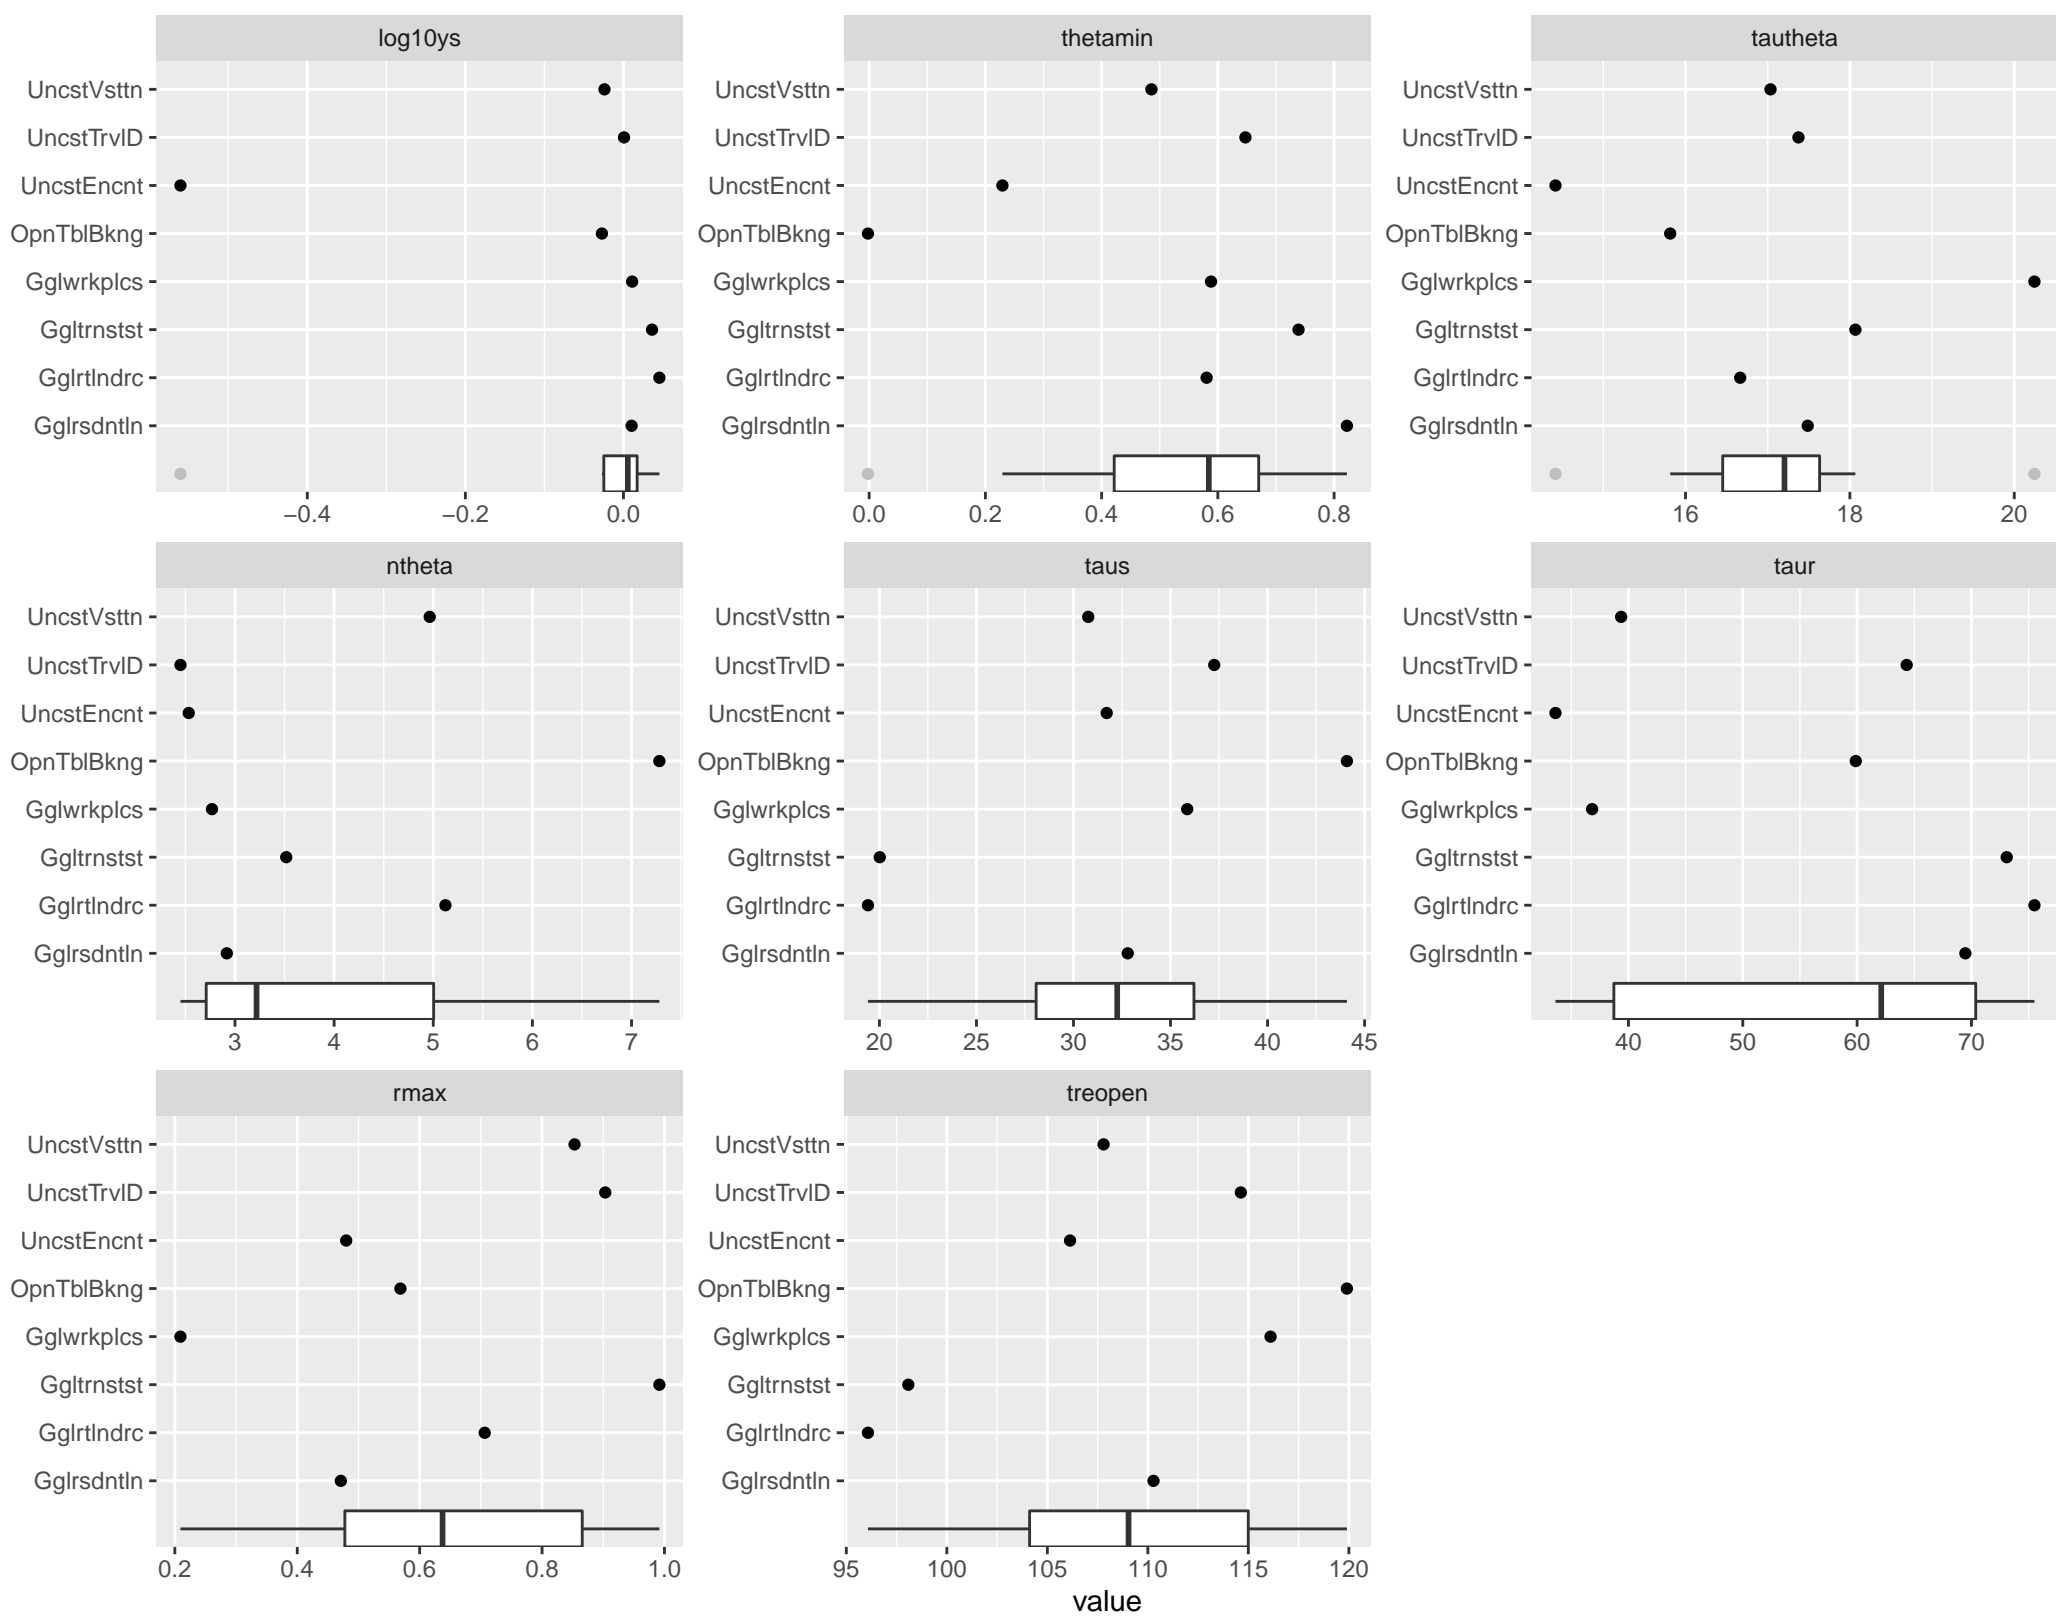 log10ys
UncstVsttn
UncstTrvlD
UncstEncnt
OpnTblBkng
Gglwrkplcs
Ggltrnstst
Gglrtlndrc
Gglrsdntln
−0.4 −0.2 0.0
thetamin
UncstVsttn
UncstTrvlD
UncstEncnt
OpnTblBkng
Gglwrkplcs
Ggltrnstst
Gglrtlndrc
Gglrsdntln
0.0 0.2 0.4 0.6 0.8
tautheta
UncstVsttn
UncstTrvlD
UncstEncnt
OpnTblBkng
Gglwrkplcs
Ggltrnstst
Gglrtlndrc
Gglrsdntln
16 18 20
ntheta
UncstVsttn
UncstTrvlD
UncstEncnt
OpnTblBkng
Gglwrkplcs
Ggltrnstst
Gglrtlndrc
Gglrsdntln
3 4 5 6 7
taus
UncstVsttn
UncstTrvlD
UncstEncnt
OpnTblBkng
Gglwrkplcs
Ggltrnstst
Gglrtlndrc
Gglrsdntln
20 25 30 35 40 45
taur
UncstVsttn
UncstTrvlD
UncstEncnt
OpnTblBkng
Gglwrkplcs
Ggltrnstst
Gglrtlndrc
Gglrsdntln
40 50 60 70
rmax
UncstVsttn
UncstTrvlD
UncstEncnt
OpnTblBkng
Gglwrkplcs
Ggltrnstst
Gglrtlndrc
Gglrsdntln
0.2 0.4 0.6 0.8 1.0
treopen
UncstVsttn
UncstTrvlD
UncstEncnt
OpnTblBkng
Gglwrkplcs
Ggltrnstst
Gglrtlndrc
Gglrsdntln
95 100 105 110 115 120
value